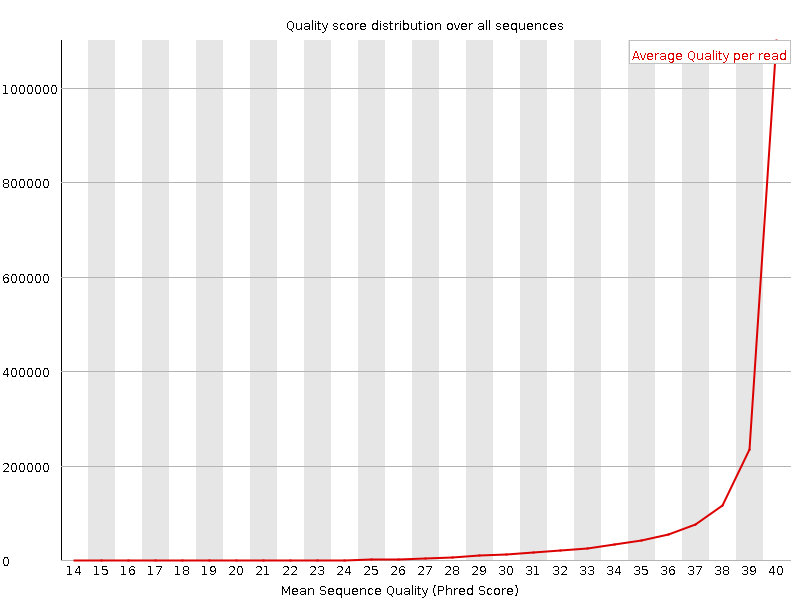 Quality score distribution over all sequences
Average Quality per read
1000000
800000
600000
400000
200000
0
14 15 16 17 18 19 20 21 22 23 24 25 26 27 28 29 30 31 32 33 34 35 36 37 38 39 40
Mean Sequence Quality (Phred Score)